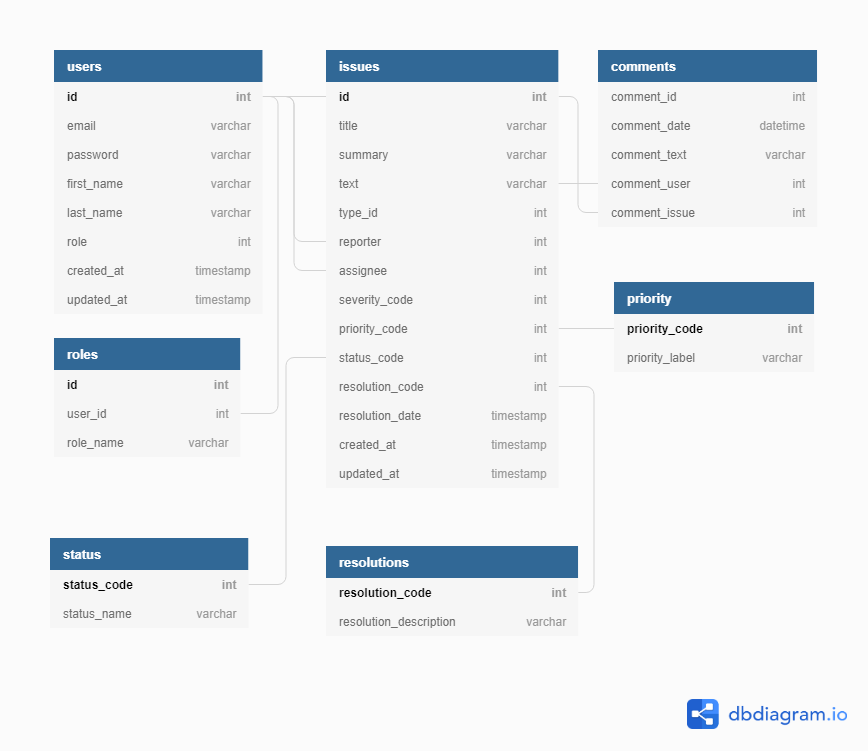 users
id int
email varchar
password varchar
first_name varchar
last_name varchar
role int
created_at timestamp
updated_at timestamp
roles
id int
user_id int
role_name varchar
status
status_code int
status_name varchar
issues
id int
title varchar
summary varchar
text varchar
type_id int
reporter int
assignee int
severity_code int
priority_code int
status_code int
resolution_code int
resolution_date timestamp
created_at timestamp
updated_at timestamp
resolutions
resolution_code int
resolution_description varchar
comments
comment_id int
comment_date datetime
comment_text varchar
comment_user int
comment_issue int
priority
priority_code int
priority_label varchar
dbdiagram.io